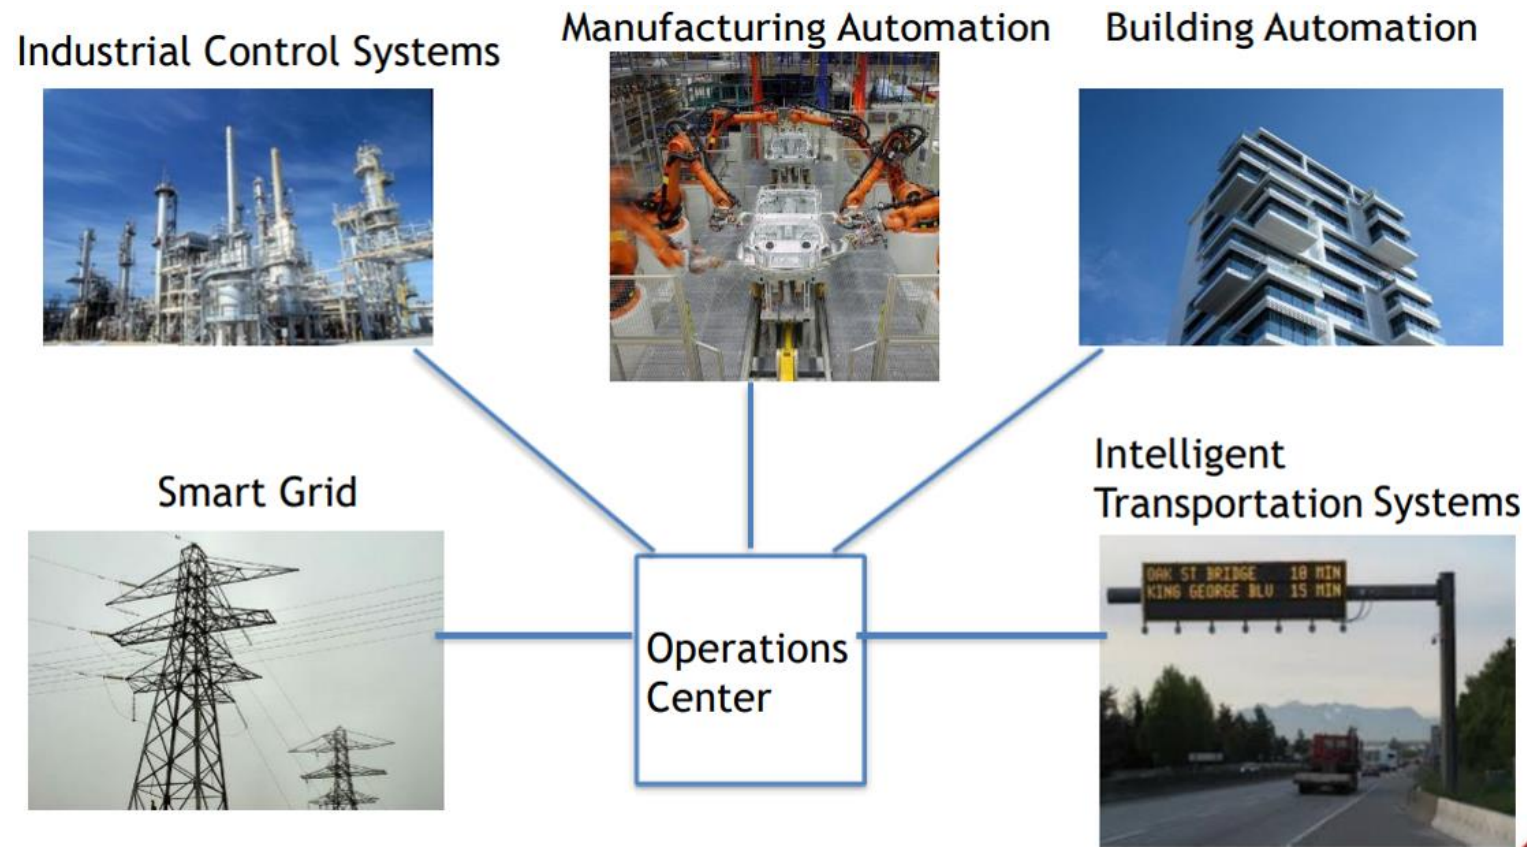 Industrial Control Systems
Manufacturing Automation
Building Automation
Smart Grid
Intelligent
Transportation Systems
OAK ST BRIDGE 10 MIN
KING GEORGE BLV 15 MIN
Operations
Center